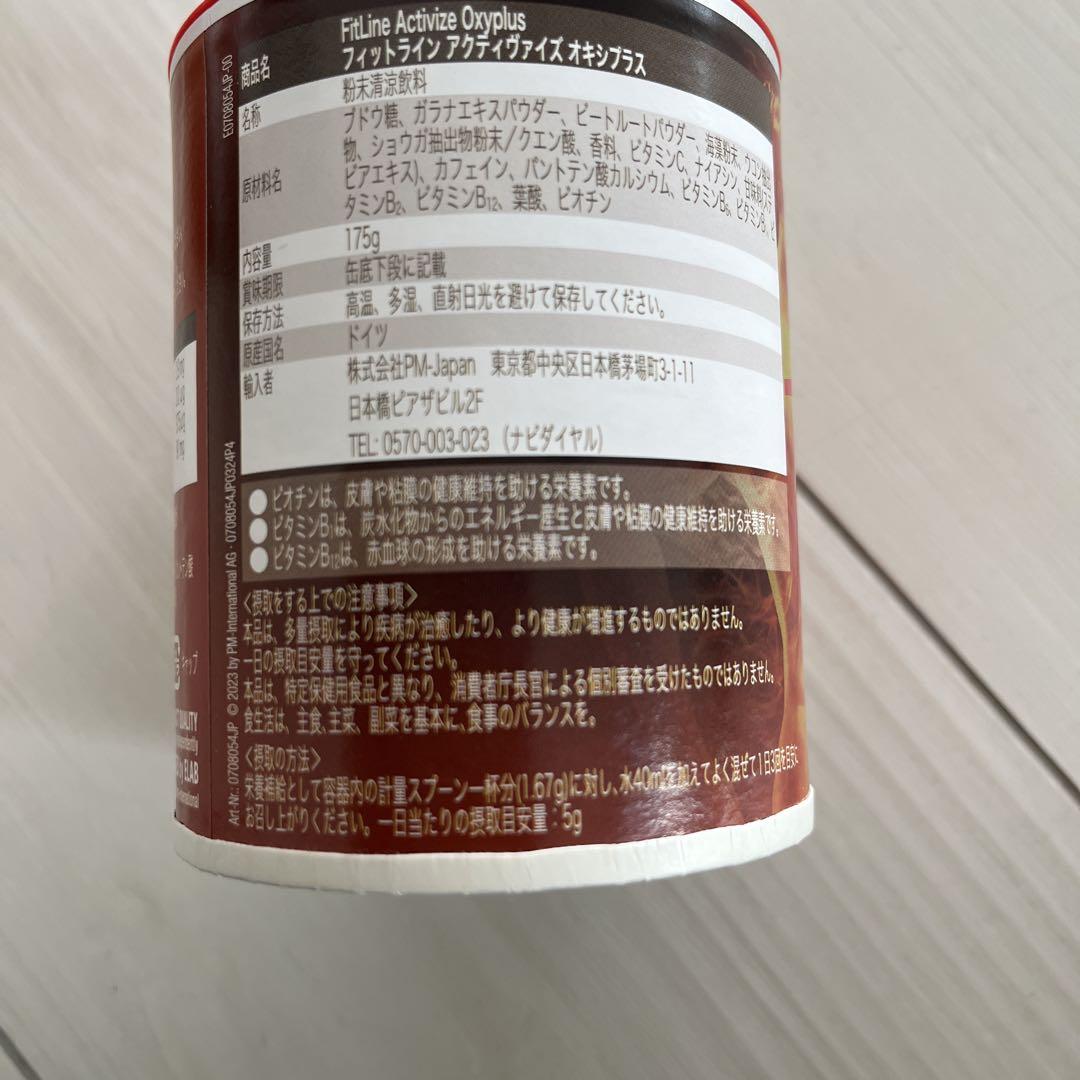 商品名 FitLine Activize Oxyplus
フィットライン アクティヴァイズ オキシプラス
名称 粉末清涼飲料
原材料名 ブドウ糖、ガラナエキスパウダー、ビートルートパウダー、海藻粉末、ウコン抽出
物、ショウガ抽出物粉末/クエン酸、香料、ビタミンC、ナイアシン、甘味料(ステ
ビアエキス)、カフェイン、パントテン酸カルシウム、ビタミンB₆、ビタミンB₁、ビ
タミンB₂、ビタミンB₁₂、葉酸、ビオチン
内容量 175g
賞味期限 缶底下段に記載
保存方法 高温、多湿、直射日光を避けて保存してください。
原産国名 ドイツ
輸入者 株式会社PM-Japan 東京都中央区日本橋茅場町3-1-11
日本橋ピアザビル2F
TEL: 0570-003-023 (ナビダイヤル)
ビオチンは、皮膚や粘膜の健康維持を助ける栄養素です。
ビタミンB₁は、炭水化物からのエネルギー産生と皮膚や粘膜の健康維持を助ける栄養素です。
ビタミンB₁₂は、赤血球の形成を助ける栄養素です。
<摂取をする上での注意事項>
本品は、多量摂取により疾病が治癒したり、より健康が増進するものではありません。
一日の摂取目安量を守ってください。
本品は、特定保健用食品と異なり、消費者庁長官による個別審査を受けたものではありません。
食生活は、主食、主菜、副菜を基本に、食事のバランスを。
<摂取の方法>
栄養補給として容器内の計量スプーン一杯分(1.67g)に対し、水40mlを加えてよく混ぜて1日3回を目安に
お召し上がりください。一日当たりの摂取目安量：5g
E070805AJP-00
Art-Nr.: 0708054JP © 2023 by PM-International AG · 070805AJP0324P4
キャップ
QUALITY
ELAB